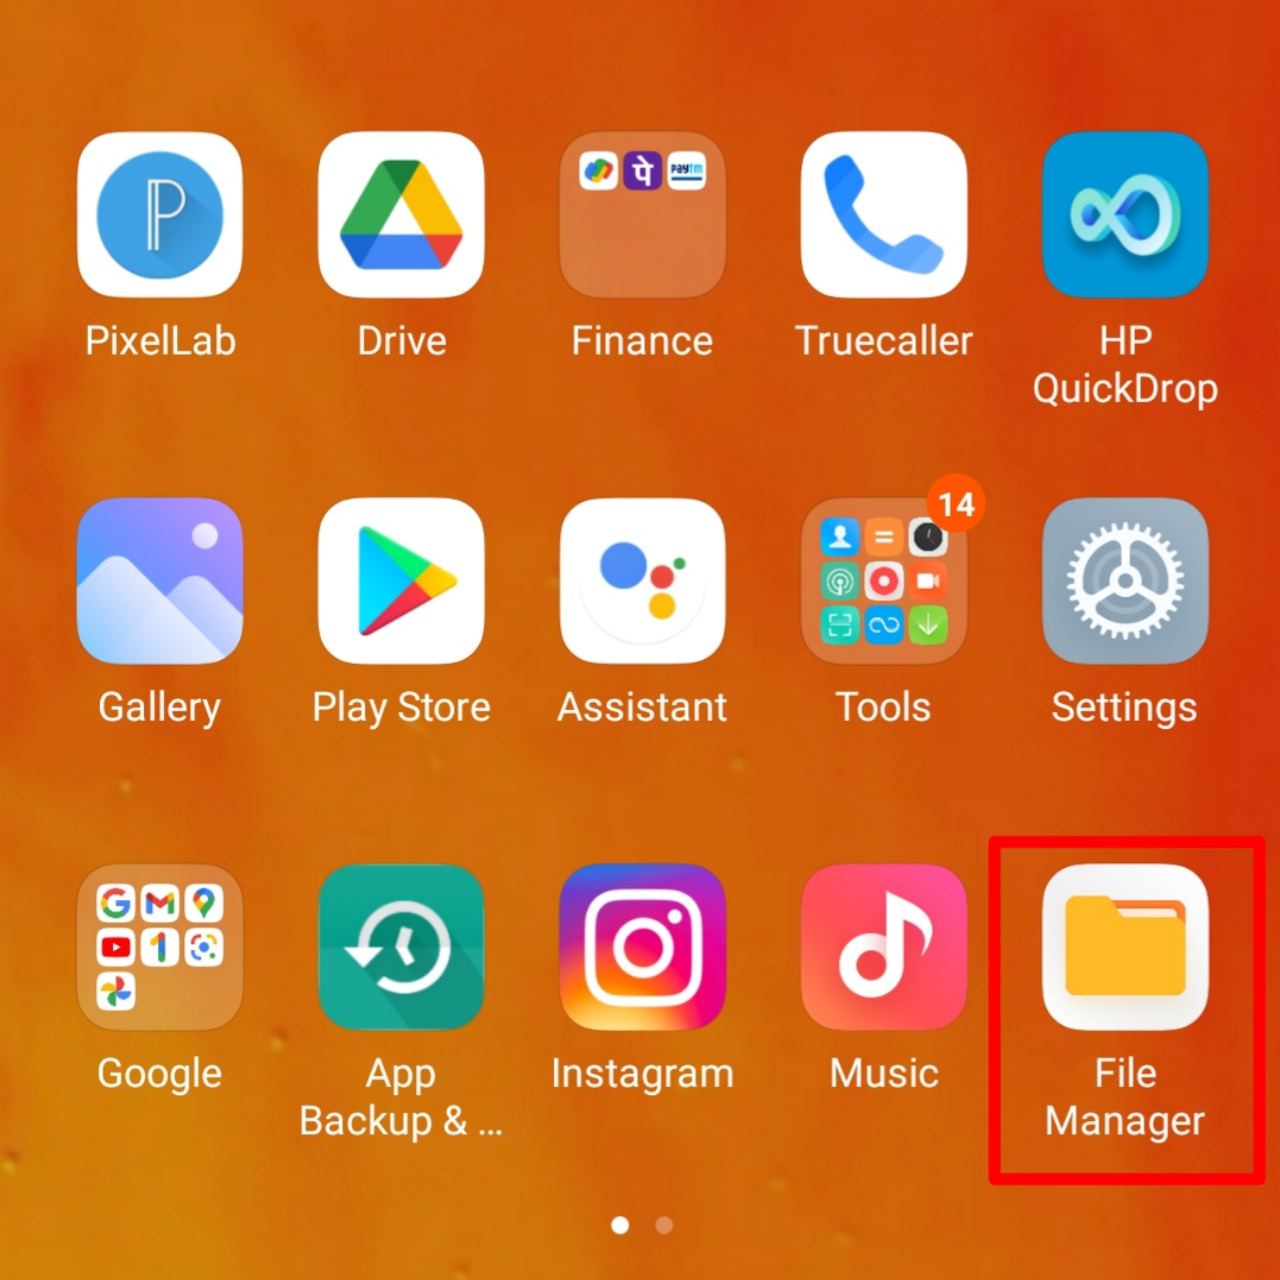 पे
paytm
PixelLab
Drive
Finance
Truecaller
HP
QuickDrop
14
Gallery
Play Store
Assistant
Tools
Settings
Google
App
Backup & ...
Instagram
Music
File
Manager